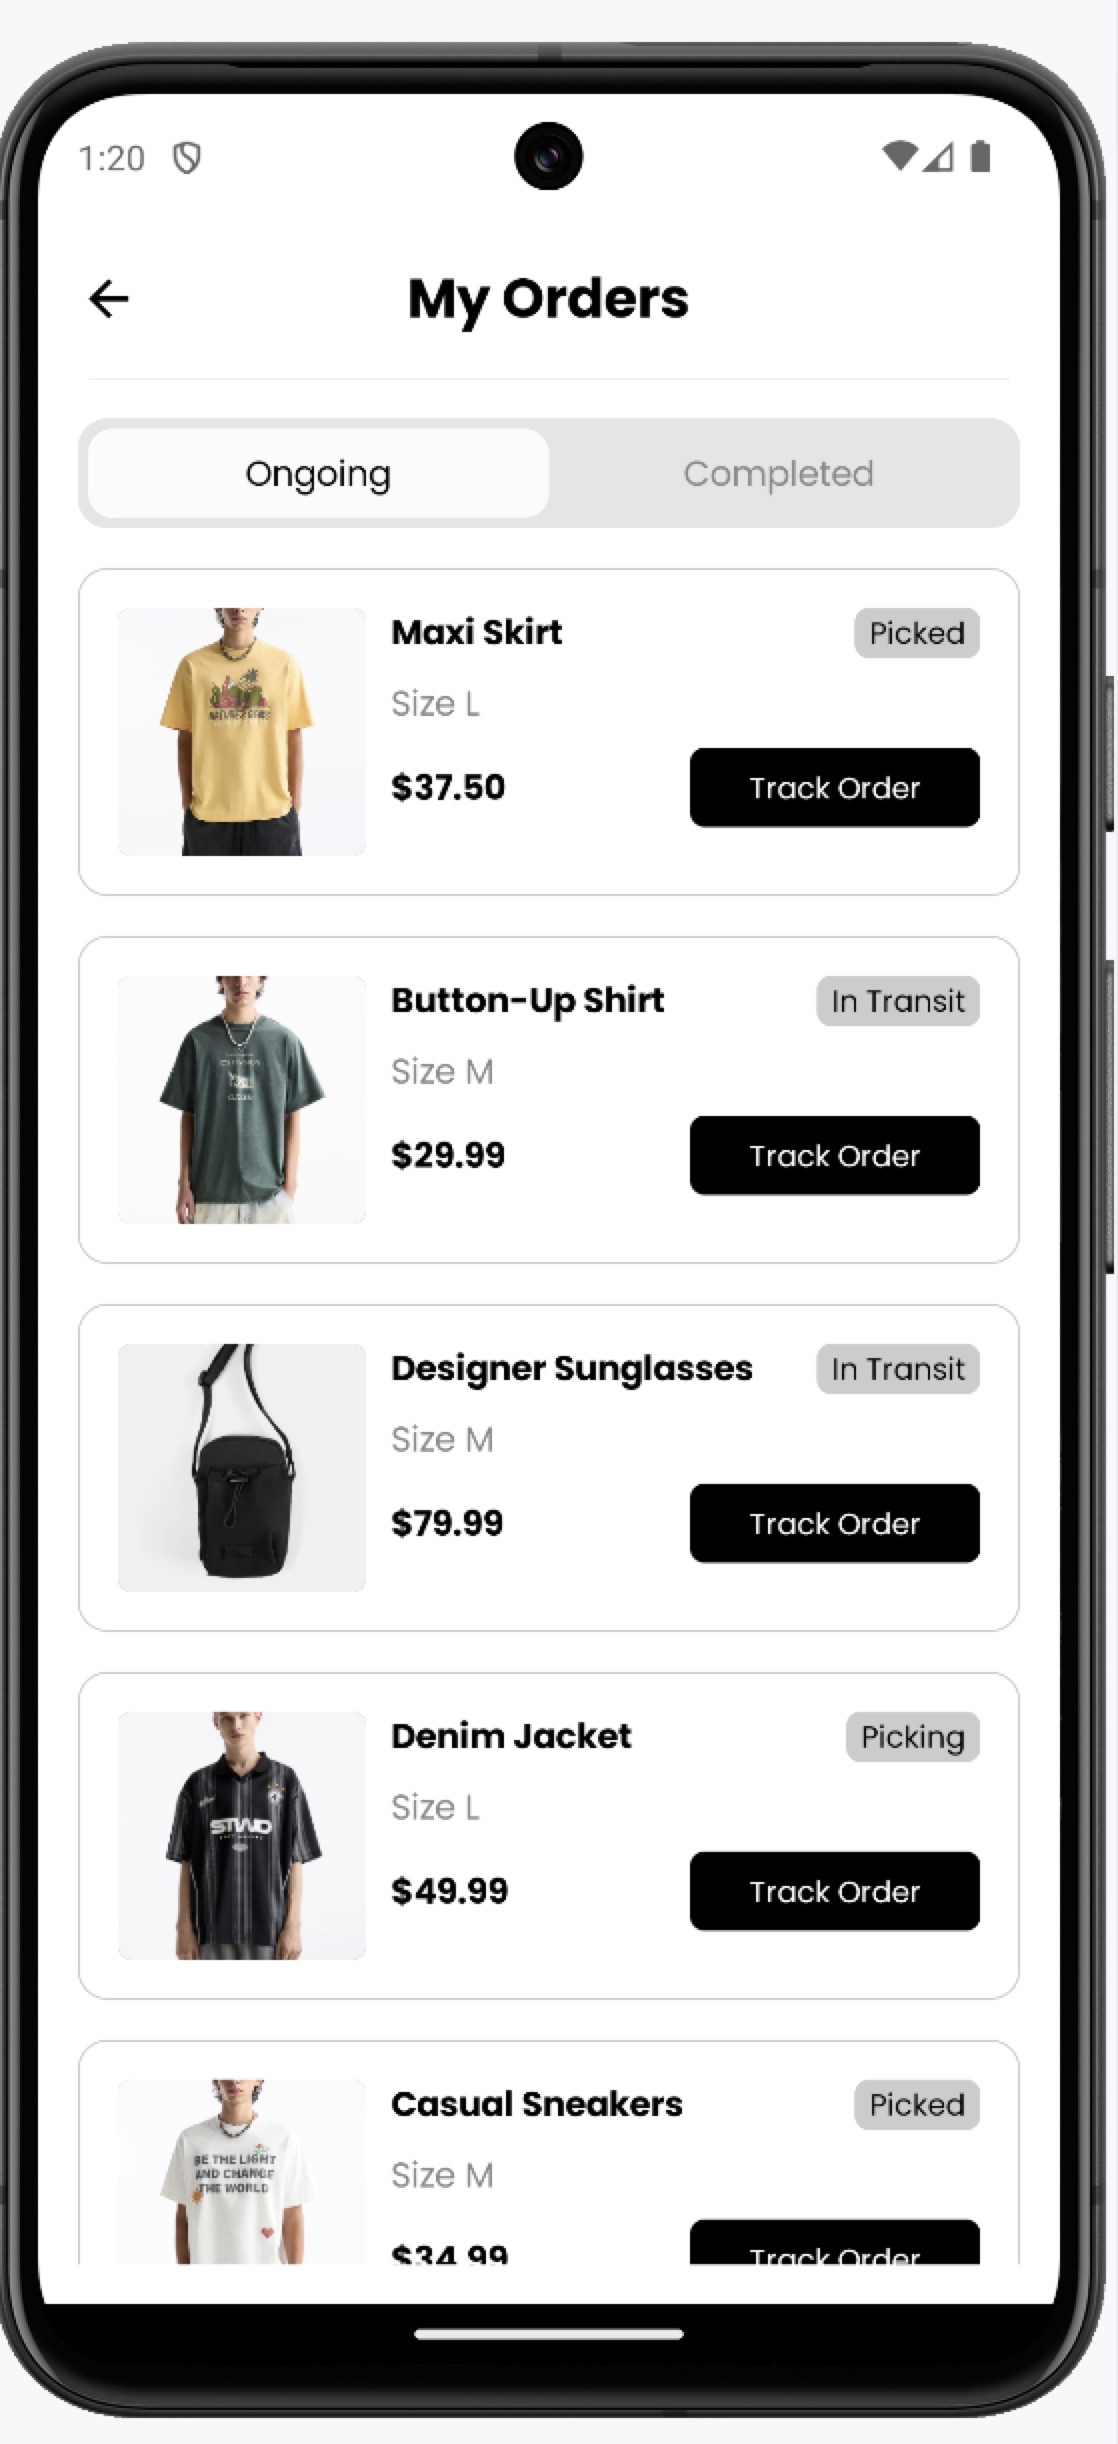 1:20
My Orders
Ongoing Completed
Maxi Skirt Picked
Size L
$37.50 Track Order
Button-Up Shirt In Transit
Size M
$29.99 Track Order
Designer Sunglasses In Transit
Size M
$79.99 Track Order
Denim Jacket Picking
Size L
STWD
$49.99 Track Order
Casual Sneakers Picked
BE THE LIGHT
AND CHANGE
THE WORLD
Size M
$34.99 Track Order